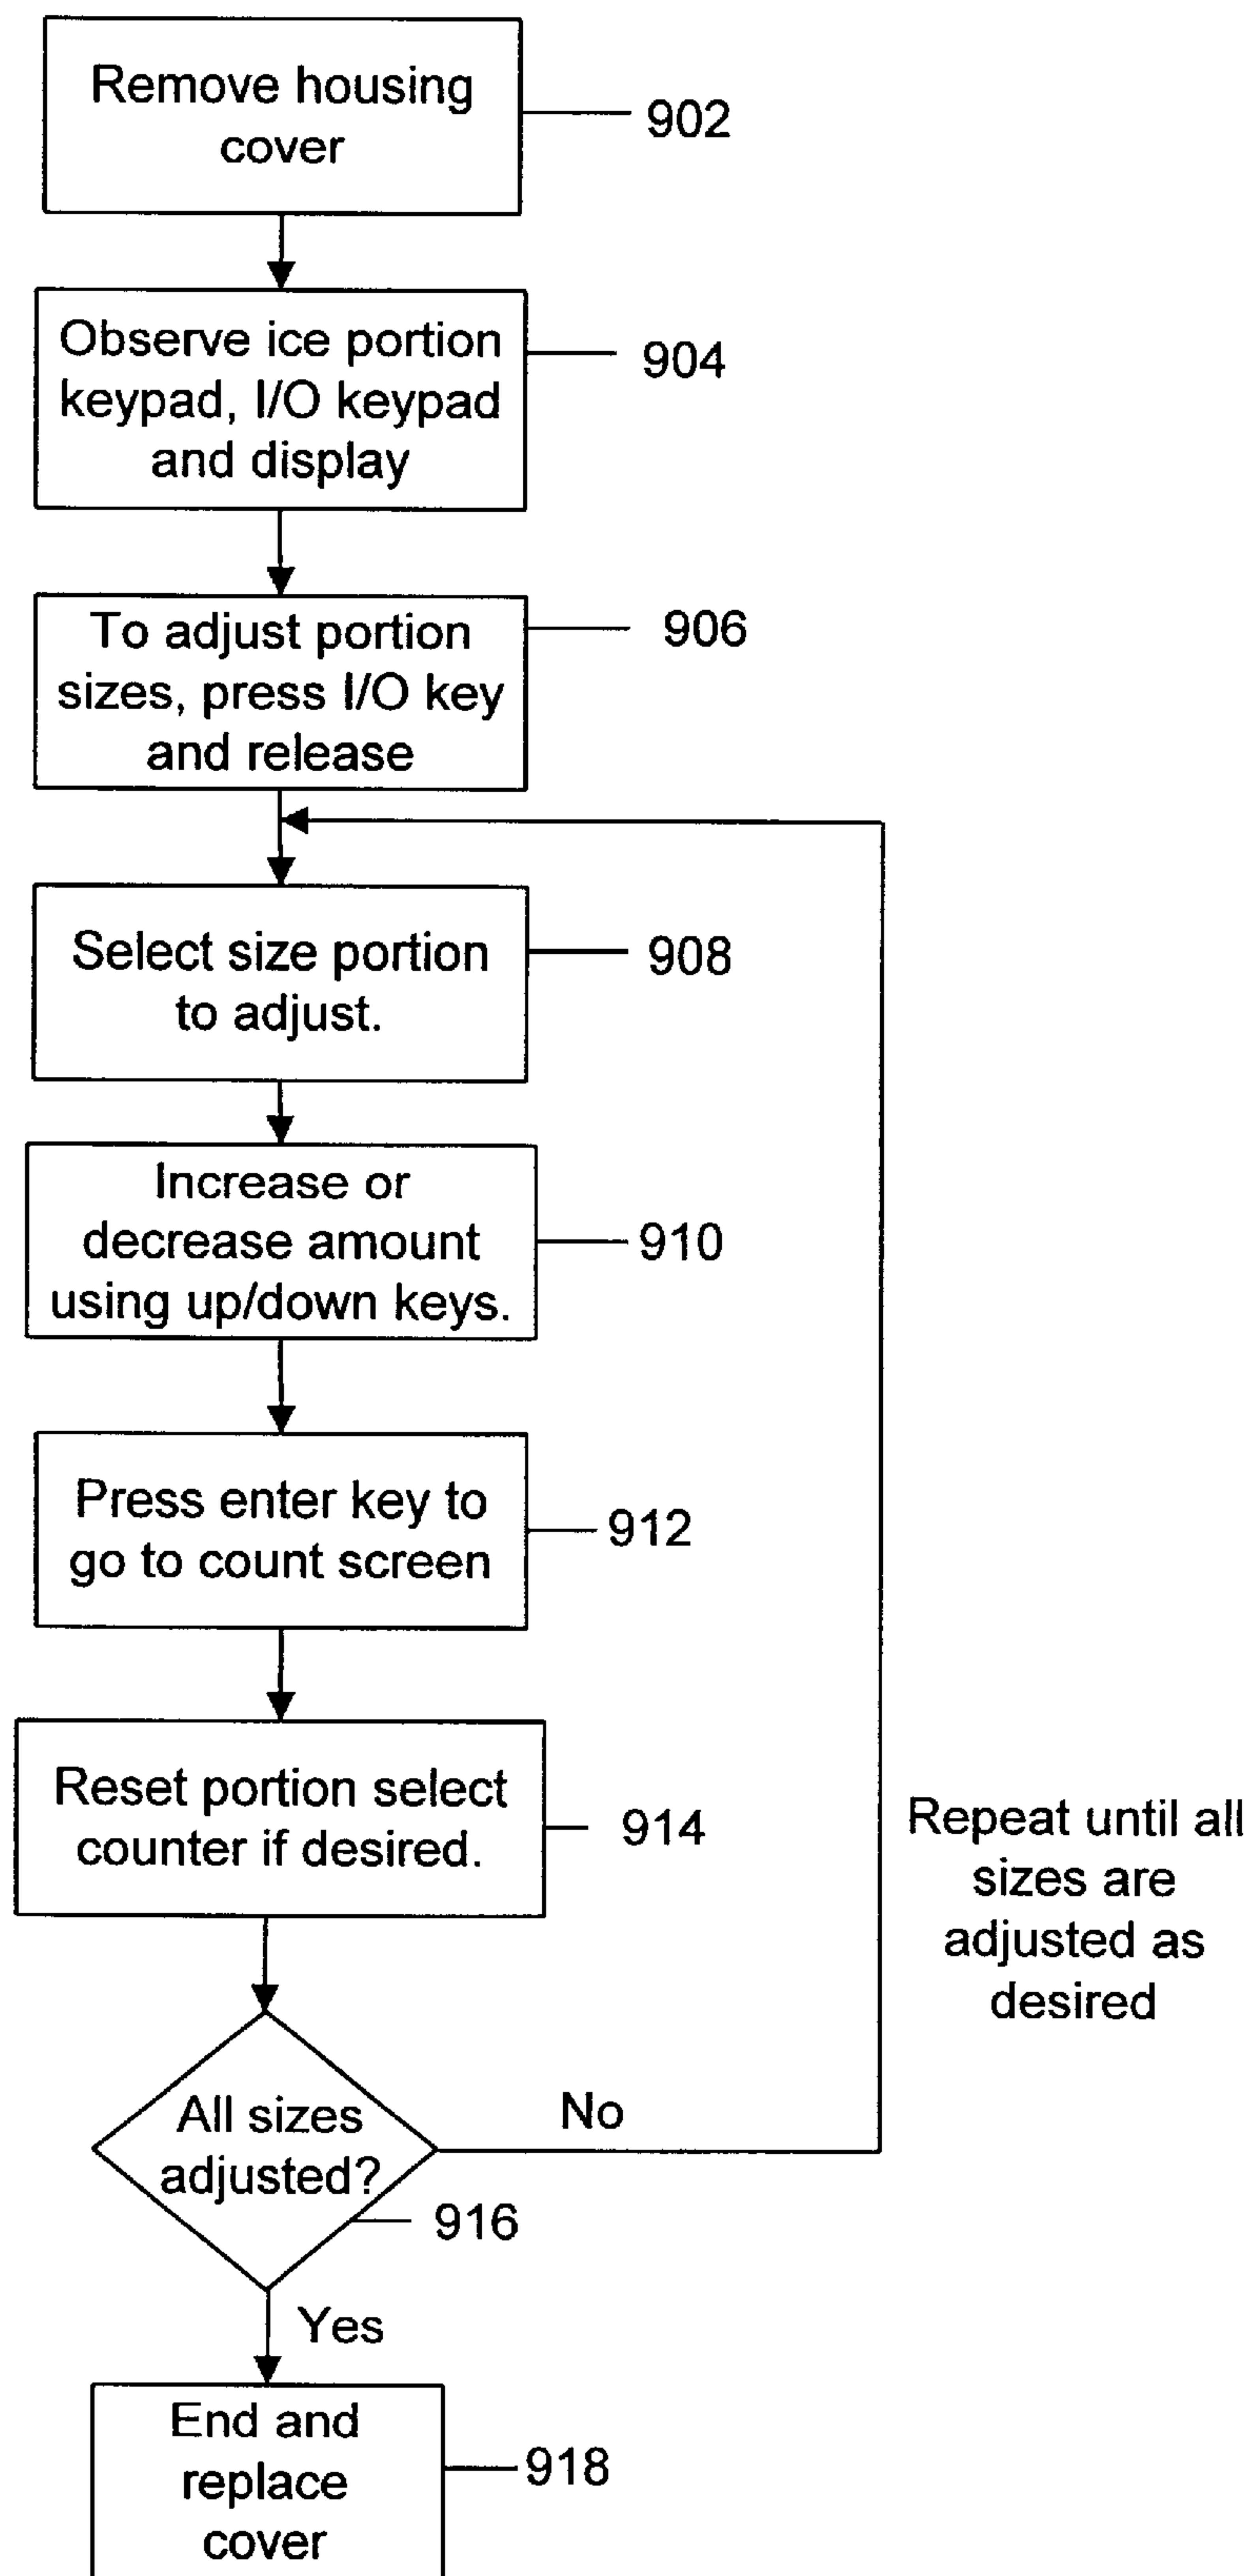 Remove housing
cover
902
Observe ice portion
keypad, I/O keypad
and display
904
To adjust portion
sizes, press I/O key
and release
906
Select size portion
to adjust.
908
Increase or
decrease amount
using up/down keys.
910
Press enter key to
go to count screen
912
Reset portion select
counter if desired.
914
Repeat until all
sizes are
adjusted as
desired
All sizes
adjusted?
No
916
Yes
End and
replace
cover
918